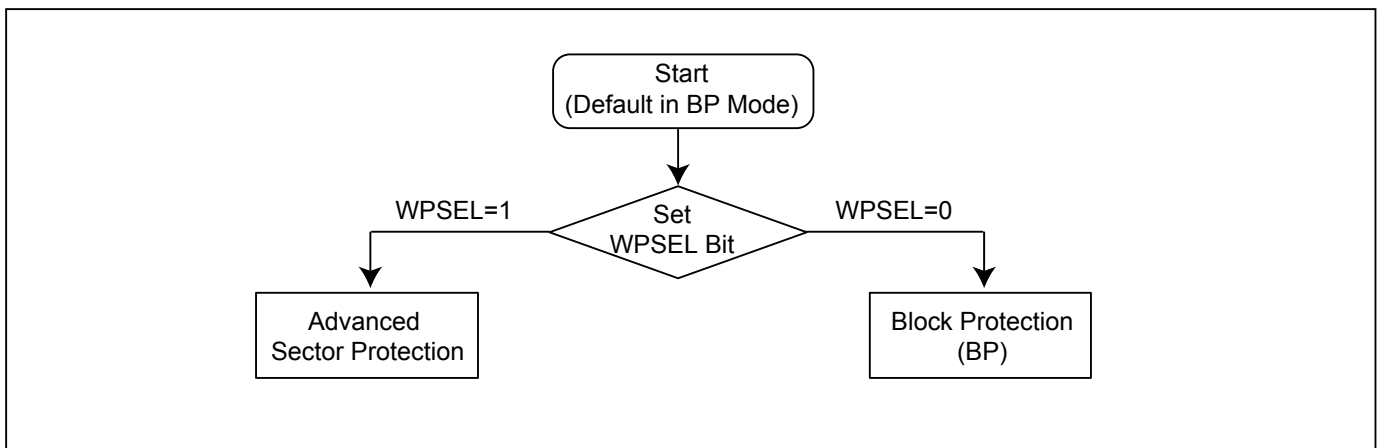 Start
(Default in BP Mode)
WPSEL=1
WPSEL=0
Set
WPSEL Bit
Advanced
Sector Protection
Block Protection
(BP)